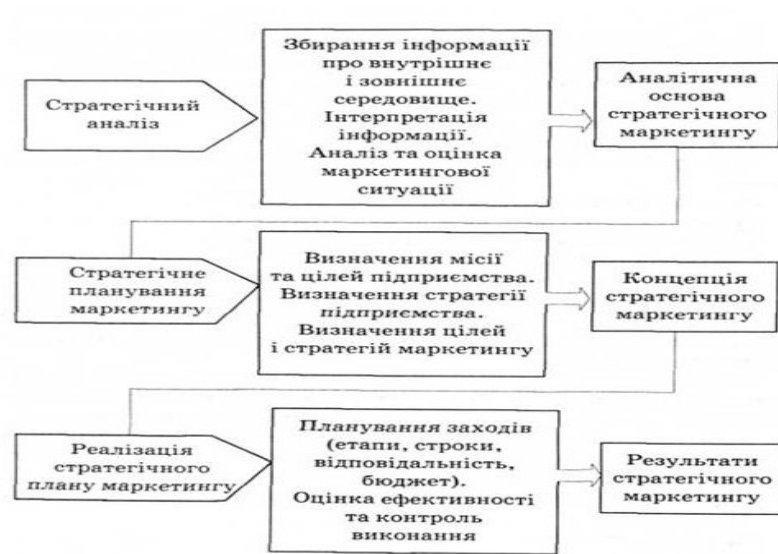 Стратегічний
аналіз
Збирання інформації
про внутрішнє
і зовнішнє
середовище.
Інтерпретація
інформації.
Аналіз та оцінка
маркетингової
ситуації
Аналітична
основа
стратегічного
маркетингу
Стратегічне
планування
маркетингу
Визначення місії
та цілей підприємства.
Визначення стратегії
підприємства.
Визначення цілей
і стратегій маркетингу
Концепція
стратегічного
маркетингу
Реалізація
стратегічного
плану маркетингу
Планування заходів
(етапи, строки,
відповідальність,
бюджет).
Оцінка ефективності
та контроль
виконання
Результати
стратегічного
маркетингу